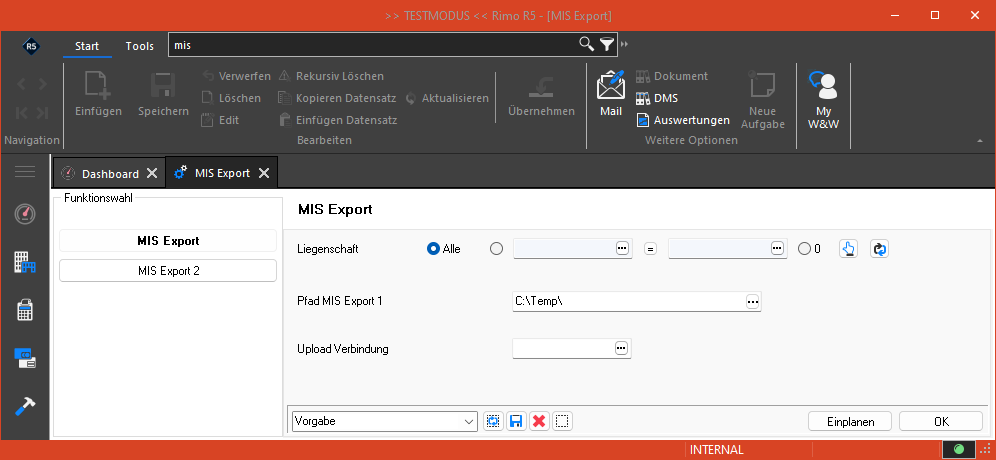 >> TESTMODUS << Rimo R5 - [MIS Export]
R5 Start Tools mis
Einfügen
Speichern
Verwerfen
Löschen
Edit
Rekursiv Löschen
Kopieren Datensatz
Einfügen Datensatz
Aktualisieren
Übernehmen
Mail
Dokument
DMS
Auswertungen
Neue
Aufgabe
My
W&W
Navigation
Bearbeiten
Weitere Optionen
Dashboard
MIS Export
Funktionswahl
MIS Export
MIS Export 2
MIS Export
Liegenschaft Alle = 0
Pfad MIS Export 1 C:\Temp\
Upload Verbindung
Vorgabe
Einplanen
OK
INTERNAL